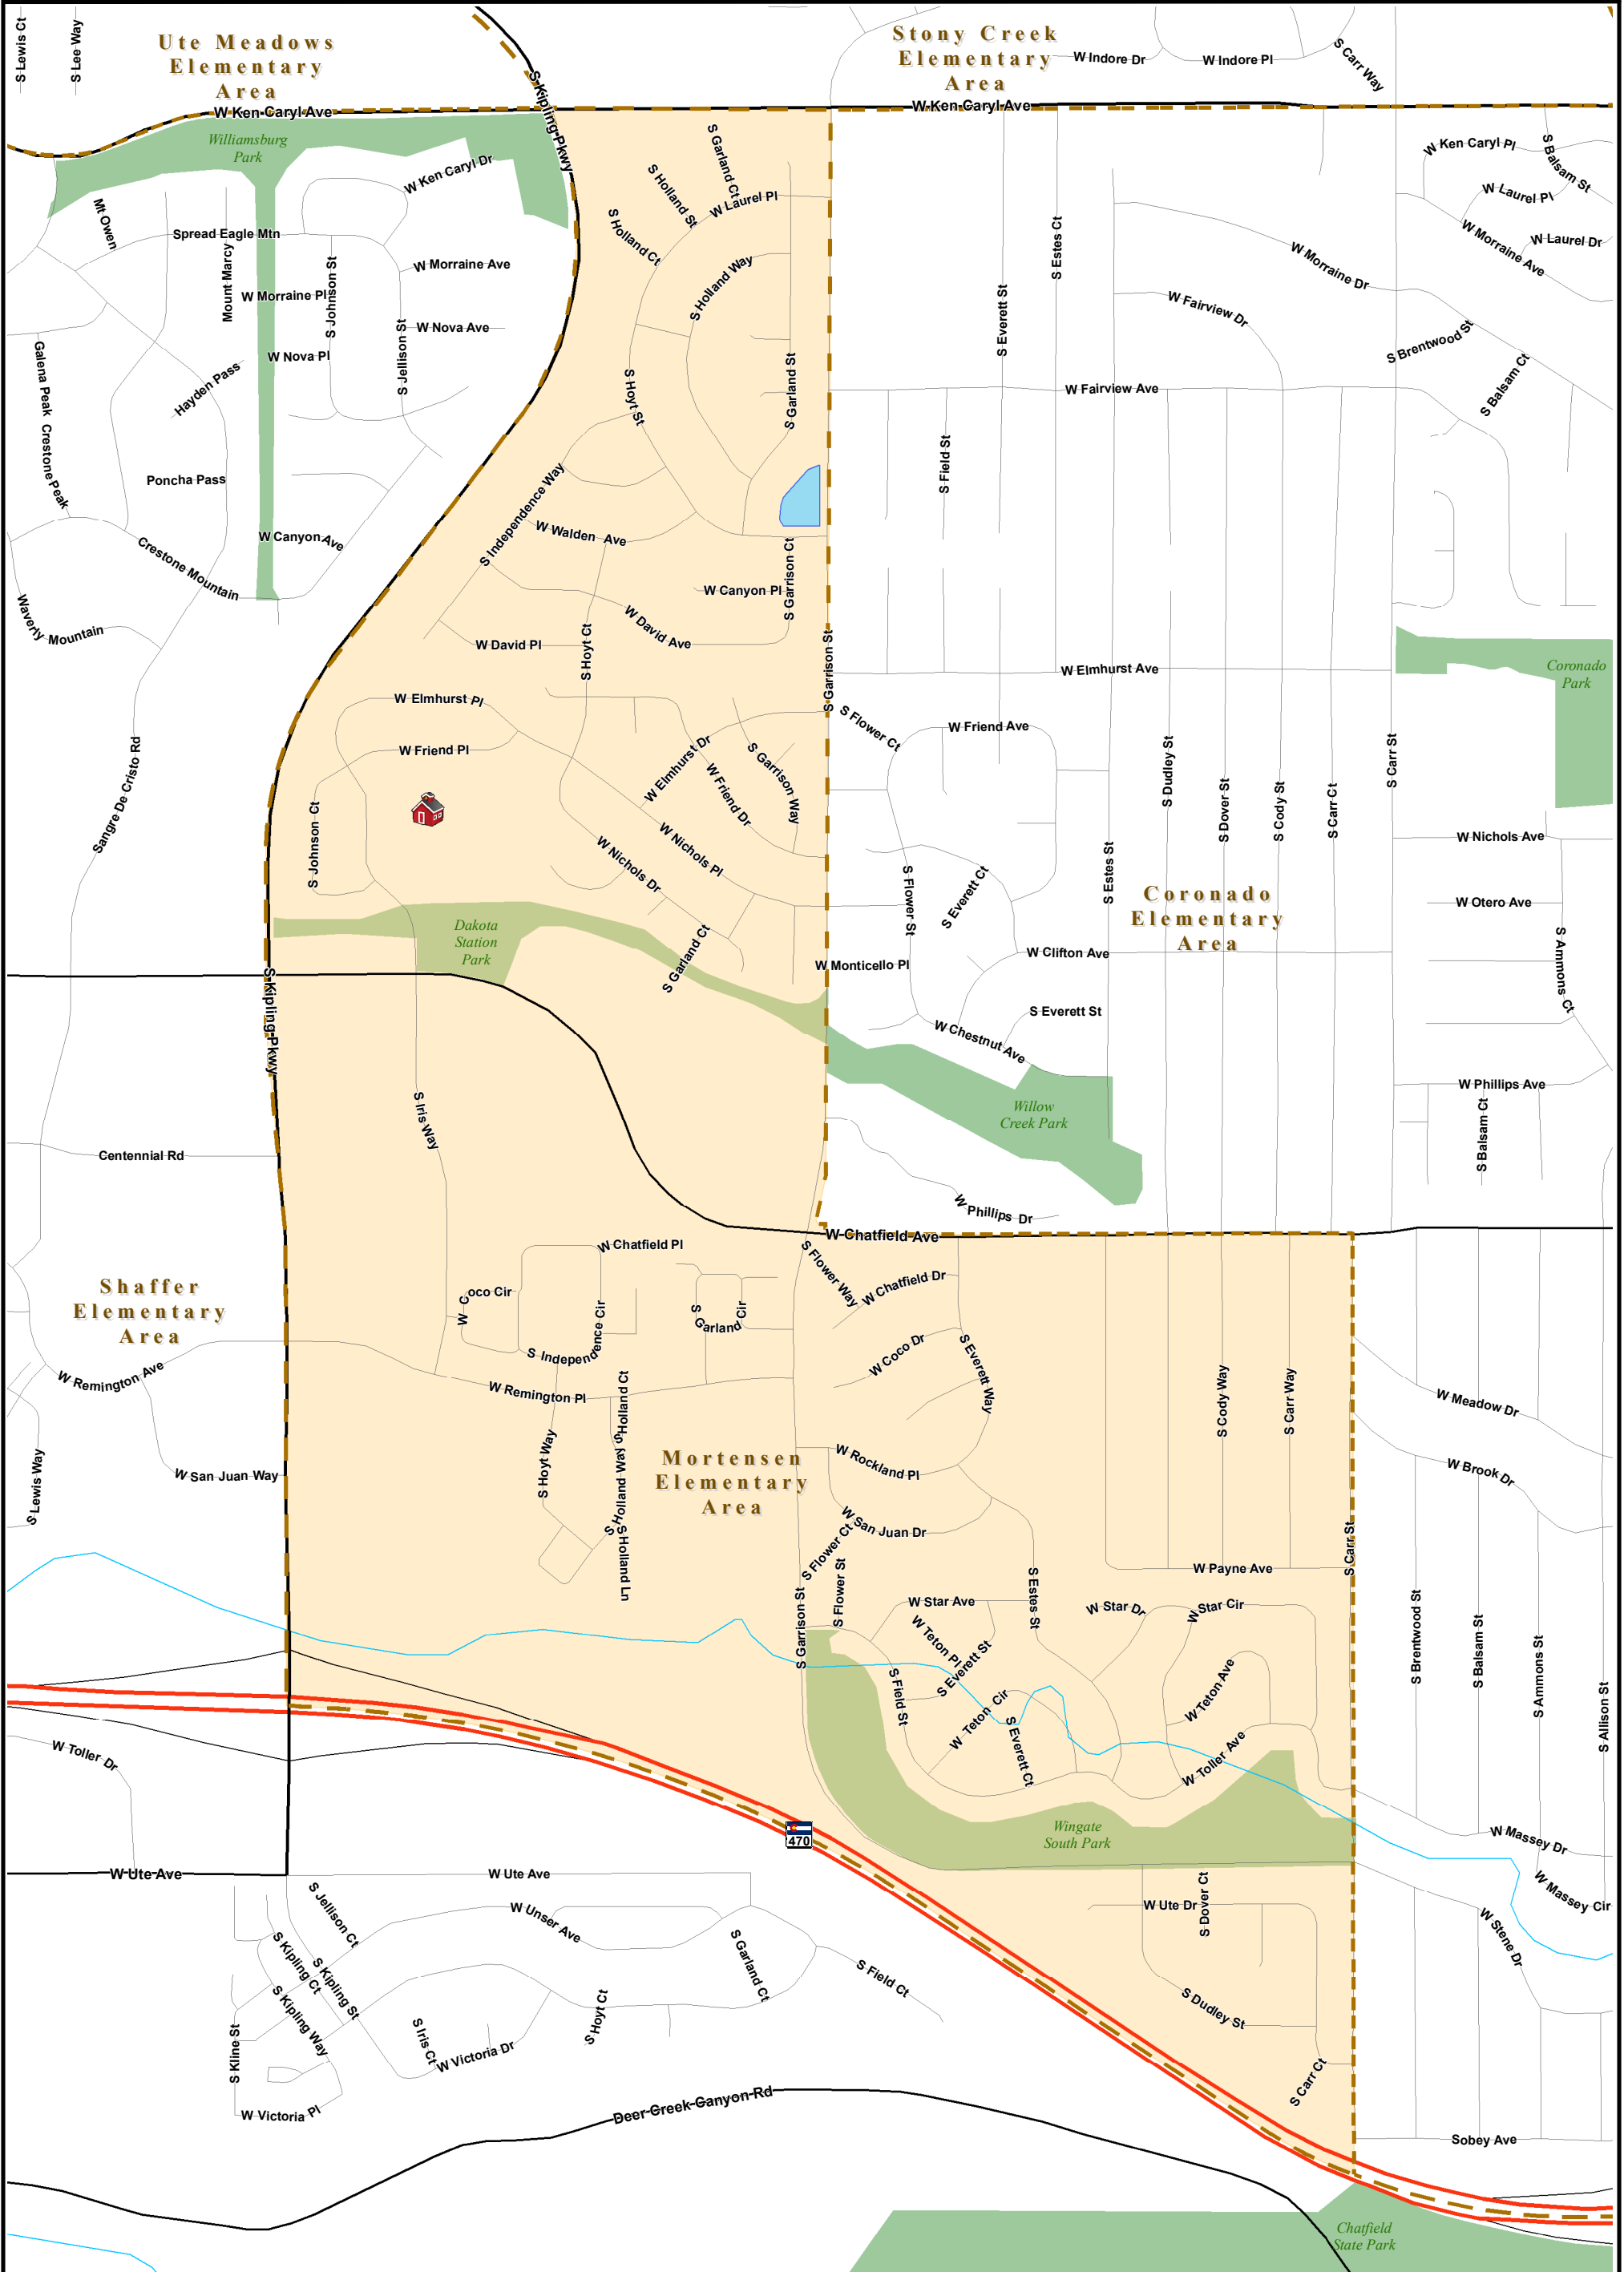 S Lewis Ct
S Lee Way
Ute Meadows
Elementary
Area
Stony Creek
Elementary
Area
W Indore Dr
W Indore Pl
S Carr Way
W Ken Caryl Ave
S Kipling Pkwy
W Ken Caryl Ave
Williamsburg
Park
W Ken Caryl Dr
S Garland Ct
S Holland St
W Laurel Pl
S Holland Ct
W Ken Caryl Pl
S Balsam St
W Laurel Pl
W Laurel Dr
W Morraine Ave
Mt Owen
Spread Eagle Mtn
Mount Marcy
W Morraine Ave
W Morraine Pl
S Johnson St
S Holland Way
S Estes Ct
S Everett St
W Morraine Dr
W Fairview Dr
W Nova Ave
W Nova Pl
S Jellison St
S Brentwood St
S Balsam Ct
Galena Peak
Crestone Peak
Hayden Pass
S Hoyt St
S Garland St
W Fairview Ave
S Field St
Poncha Pass
S Independence Way
W Walden Ave
W Canyon Ave
Crestone Mountain
W Canyon Pl
S Garrison Ct
Waverly Mountain
W David Ave
W David Pl
S Hoyt Ct
S Garrison St
W Elmhurst Ave
Coronado
Park
W Elmhurst Pl
S Flower Ct
W Friend Ave
W Friend Pl
W Elmhurst Dr
S Garrison Way
W Friend Dr
Sangre De Cristo Rd
S Johnson Ct
S Dudley St
S Dover St
S Cody St
S Carr Ct
S Carr St
W Nichols Ave
W Nichols Pl
W Nichols Dr
S Flower St
S Everett Ct
S Estes St
Coronado
Elementary
Area
W Otero Ave
Dakota
Station
Park
S Garland Ct
W Monticello Pl
W Clifton Ave
S Ammons Ct
S Kipling Pkwy
S Everett St
W Chestnut Ave
Willow
Creek Park
W Phillips Ave
S Balsam Ct
S Iris Way
Centennial Rd
W Phillips Dr
W Chatfield Ave
W Chatfield Pl
S Flower Way
W Chatfield Dr
Shaffer
Elementary
Area
W Coco Cir
S Independence Cir
S Garland Cir
W Coco Dr
S Everett Way
W Remington Ave
W Remington Pl
S Holland Ct
S Cody Way
S Carr Way
W Meadow Dr
Mortensen
Elementary
Area
W Rockland Pl
W Brook Dr
S Lewis Way
W San Juan Way
S Hoyt Way
S Holland Way
S Holland Ln
W San Juan Dr
S Flower Ct
S Flower St
S Carr St
W Payne Ave
S Garrison St
W Star Ave
S Estes St
W Star Dr
W Star Cir
W Teton Pl
S Everett St
S Field St
W Teton Cir
S Everett Ct
W Teton Ave
W Toller Ave
S Brentwood St
S Balsam St
S Ammons St
S Allison St
W Toller Dr
470
Wingate
South Park
W Massey Dr
W Massey Cir
W Ute Ave
W Ute Ave
W Ute Dr
S Dover Ct
W Stene Dr
S Jellison Ct
W Unser Ave
S Kipling Ct
S Kipling St
S Kipling Way
S Garland Ct
S Field Ct
S Dudley St
S Kline St
S Iris Ct
W Victoria Dr
S Hoyt Ct
S Carr Ct
W Victoria Pl
Deer Creek Canyon Rd
Sobey Ave
Chatfield
State Park